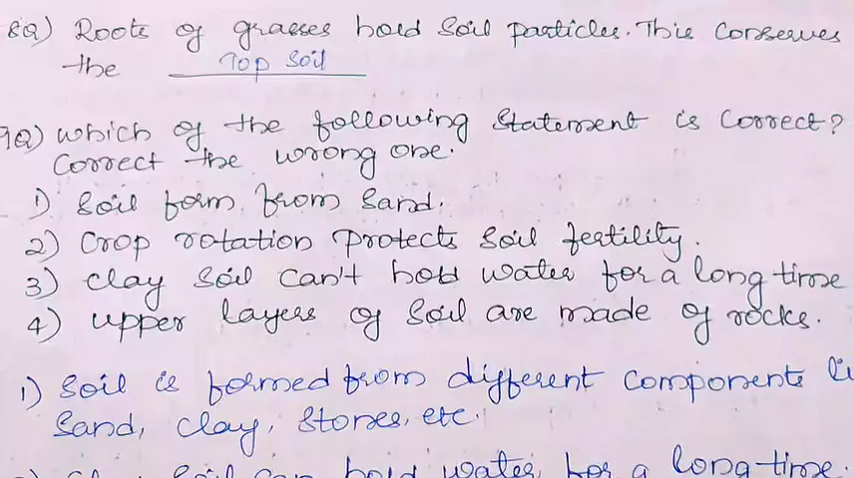 8Q) Roots of grasses hold soil particles. This conserves
the Top soil
9Q) which of the following statement is correct?
Correct the wrong one.
1) Soil form from sand.
2) Crop rotation protects soil fertility.
3) clay soil can't hold water for a long time
4) upper layers of soil are made of rocks.
1) Soil is formed from different components
Sand, clay, stones, etc.
soil can hold water for a long time.